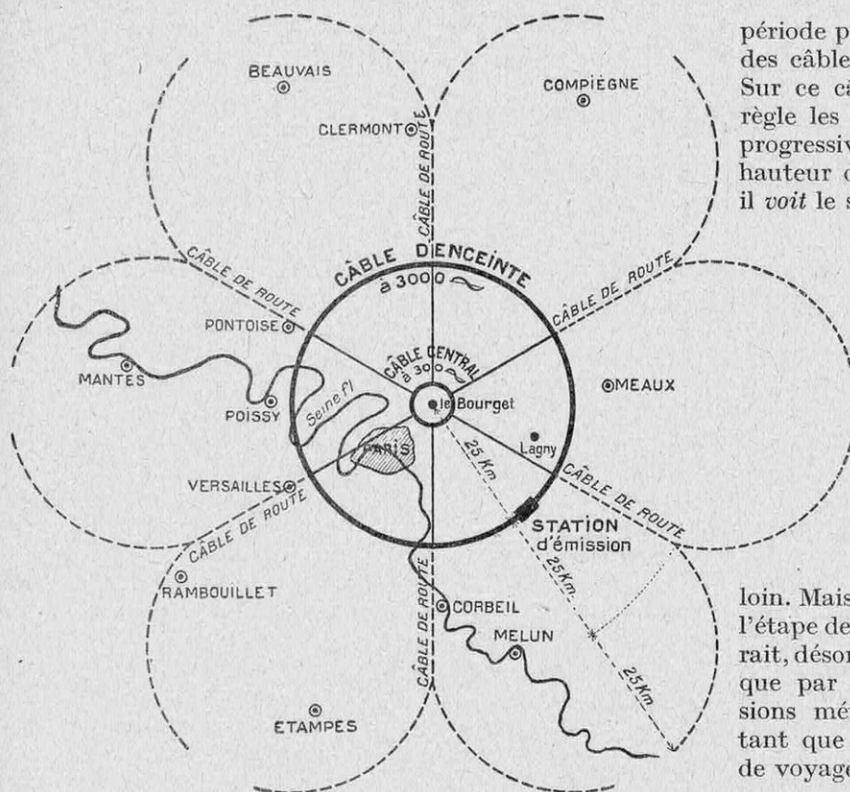 période p
des câble
Sur ce câ
règle les
progressiv
hauteur d
il voit le s
BEAUVAIS
COMPIÈGNE
CLERMONT
CÂBLE DE ROUTE
CÂBLE D'ENCEINTE
à 3000
CÂBLE DE ROUTE
CÂBLE DE ROUTE
PONTOISE
CÂBLE CENTRAL
à 300
MANTES
MEAUX
POISSY
Seine fl
le Bourget
PARIS
Lagny
25 Km
VERSAILLES
CÂBLE DE ROUTE
CÂBLE DE ROUTE
STATION
d'émission
25 Km.
RAMBOUILLET
CÂBLE DE ROUTE
CORBEIL
MELUN
25 Km
ETAMPES
loin. Mais
l'étape de
rait, désor
que par
sions mé
tant que
de voyage